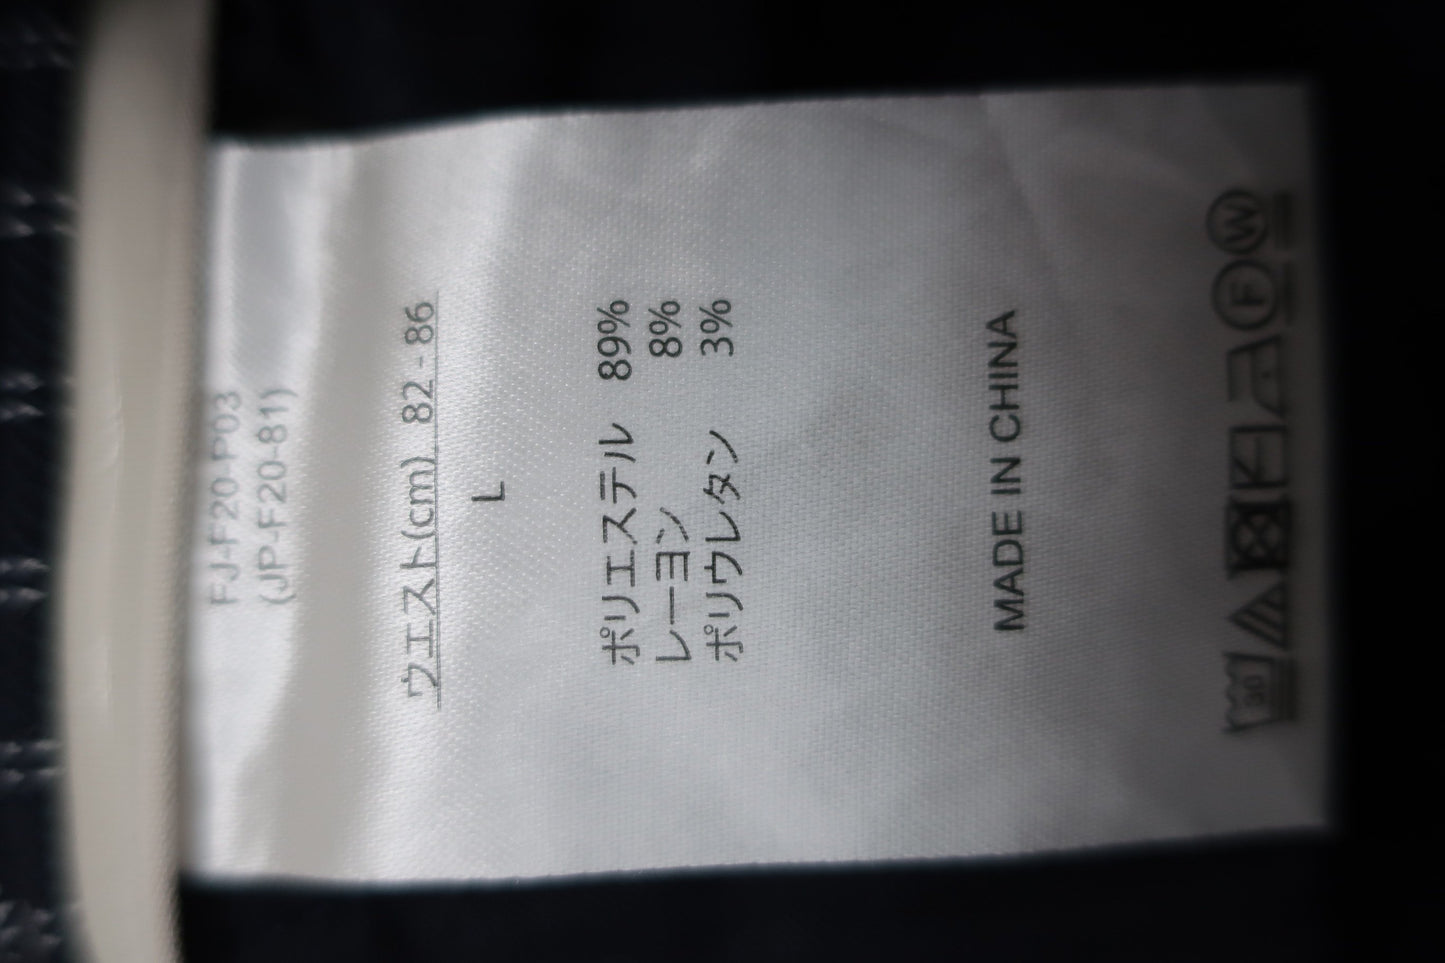 FJ-F20-P03
(JP-F20-81)
ウエスト(cm) 82-86
L
ポリエステル 89%
レーヨン 8%
ポリウレタン 3%
MADE IN CHINA
30 F W